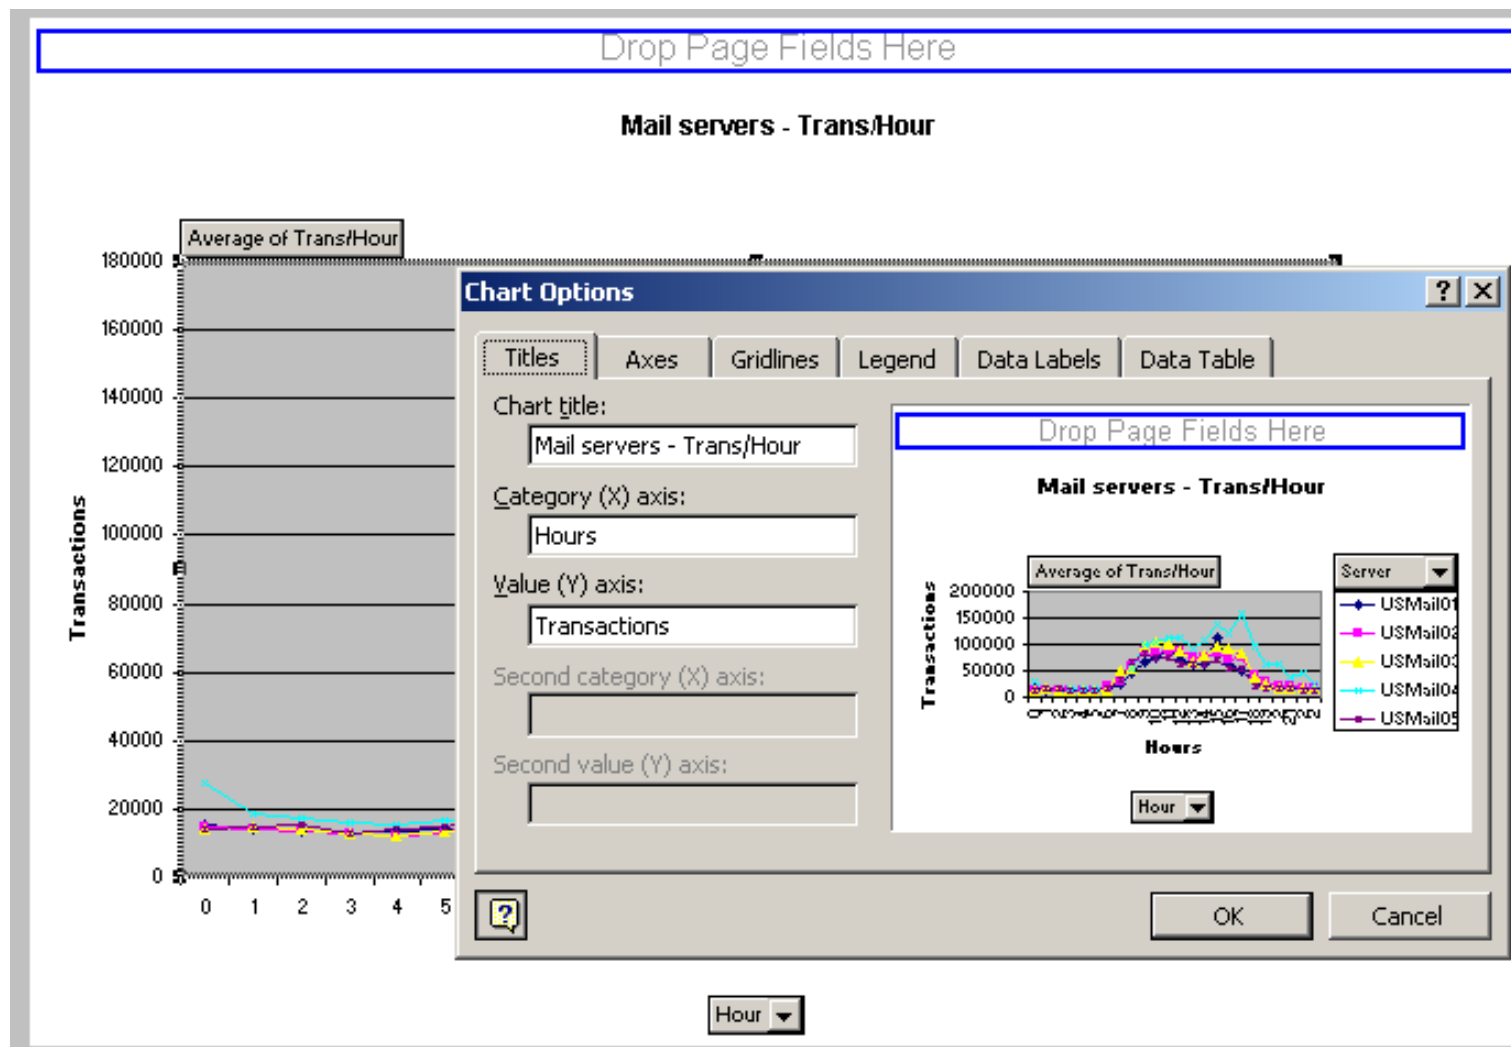 Drop Page Fields Here
Mail servers - Trans/Hour
Average of Trans/Hour
180000
160000
140000
120000
100000
80000
60000
40000
20000
0
Transactions
0 1 2 3 4 5
Hour
Chart Options
Titles Axes Gridlines Legend Data Labels Data Table
Chart title:
Mail servers - Trans/Hour
Category (X) axis:
Hours
Value (Y) axis:
Transactions
Second category (X) axis:
Second value (Y) axis:
Drop Page Fields Here
Mail servers - Trans/Hour
Average of Trans/Hour
Server
200000
150000
100000
50000
0
Transactions
USMail01
USMail02
USMail03
USMail04
USMail05
Hours
Hour
OK Cancel